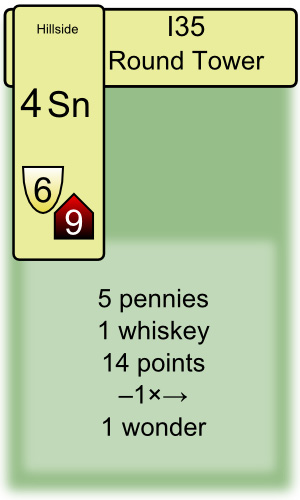 Hillside
I35
Round Tower
4 Sn
6
9
5 pennies
1 whiskey
14 points
–1×→
1 wonder